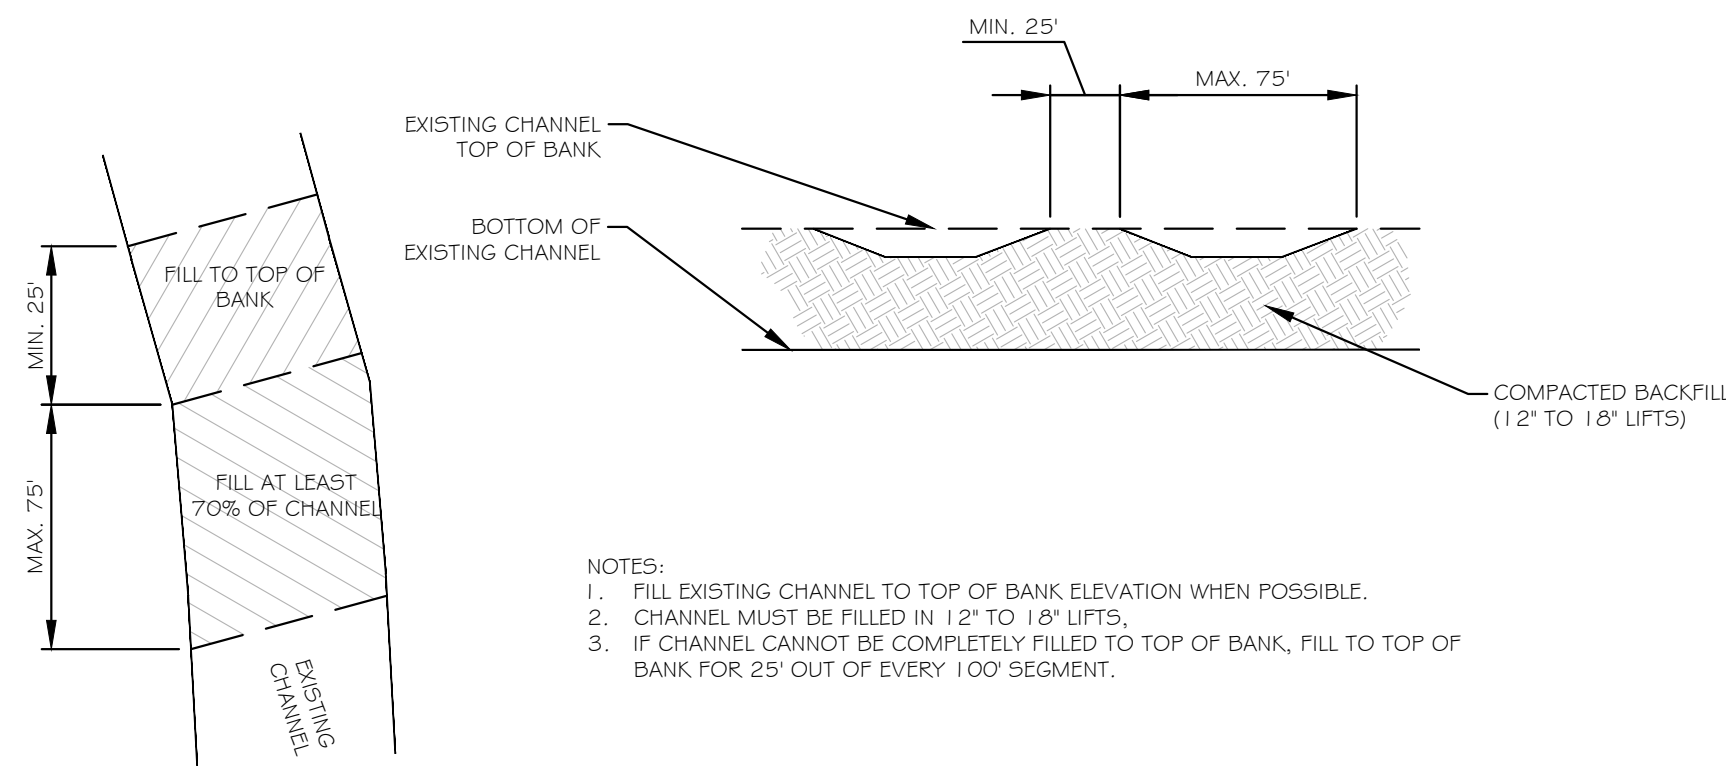 MIN. 25'
MAX. 75'
EXISTING CHANNEL
TOP OF BANK
BOTTOM OF
EXISTING CHANNEL
COMPACTED BACKFILL
(12" TO 18" LIFTS)
FILL TO TOP OF
BANK
MIN. 25'
FILL AT LEAST
70% OF CHANNEL
MAX. 75'
EXISTING
CHANNEL
NOTES:
1. FILL EXISTING CHANNEL TO TOP OF BANK ELEVATION WHEN POSSIBLE.
2. CHANNEL MUST BE FILLED IN 12" TO 18" LIFTS,
3. IF CHANNEL CANNOT BE COMPLETELY FILLED TO TOP OF BANK, FILL TO TOP OF
BANK FOR 25' OUT OF EVERY 100' SEGMENT.